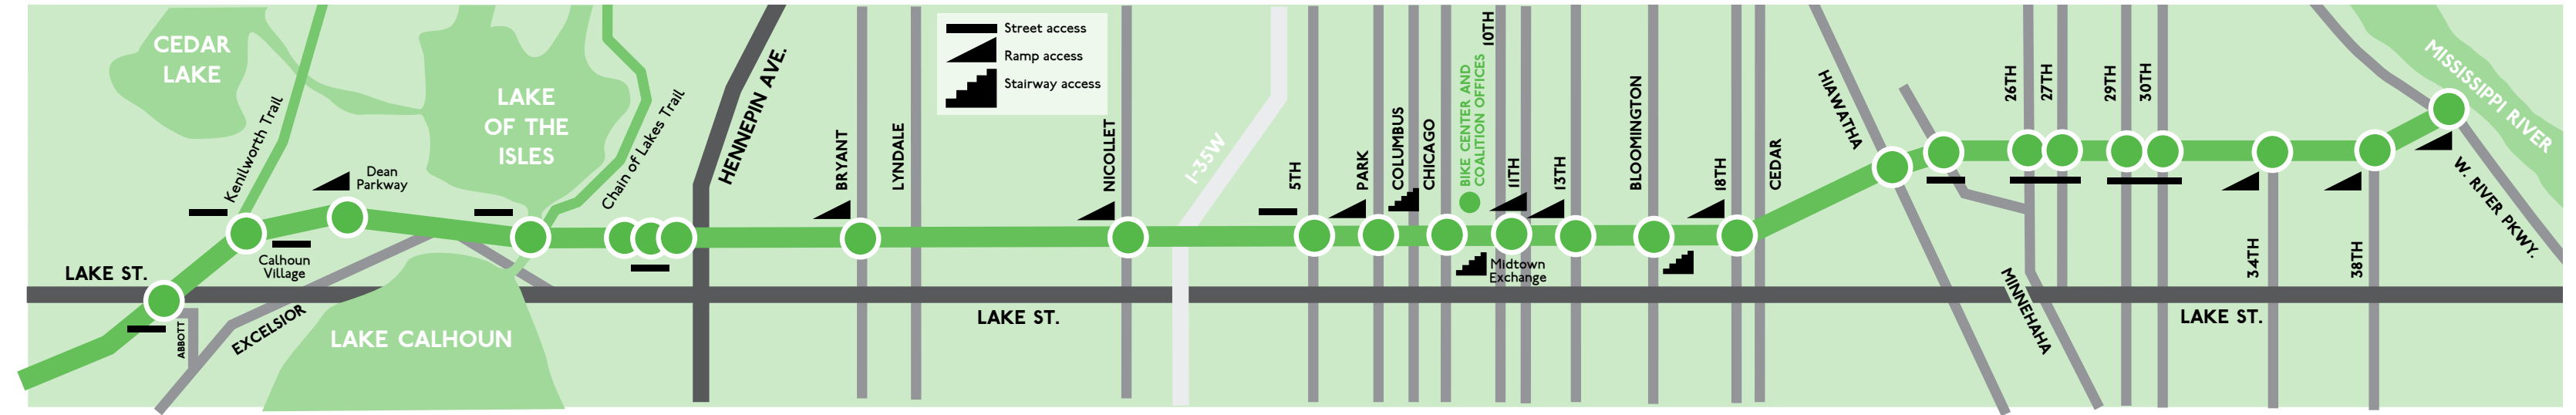 CEDAR
LAKE
Kenilworth Trail
LAKE
OF THE
ISLES
Chain of Lakes Trail
Dean
Parkway
Calhoun
Village
LAKE ST.
ABBOTT
EXCELSIOR
LAKE CALHOUN
HENNEPIN AVE.
BRYANT
LYNDALE
Street access
Ramp access
Stairway access
NICOLLET
I-35W
LAKE ST.
5TH
PARK
COLUMBUS
CHICAGO
BIKE CENTER AND
COALITION OFFICES
10TH
11TH
Midtown
Exchange
13TH
BLOOMINGTON
18TH
CEDAR
HIAWATHA
MINNEHAHA
26TH
27TH
29TH
30TH
LAKE ST.
34TH
38TH
MISSISSIPPI RIVER
W. RIVER PKWY.